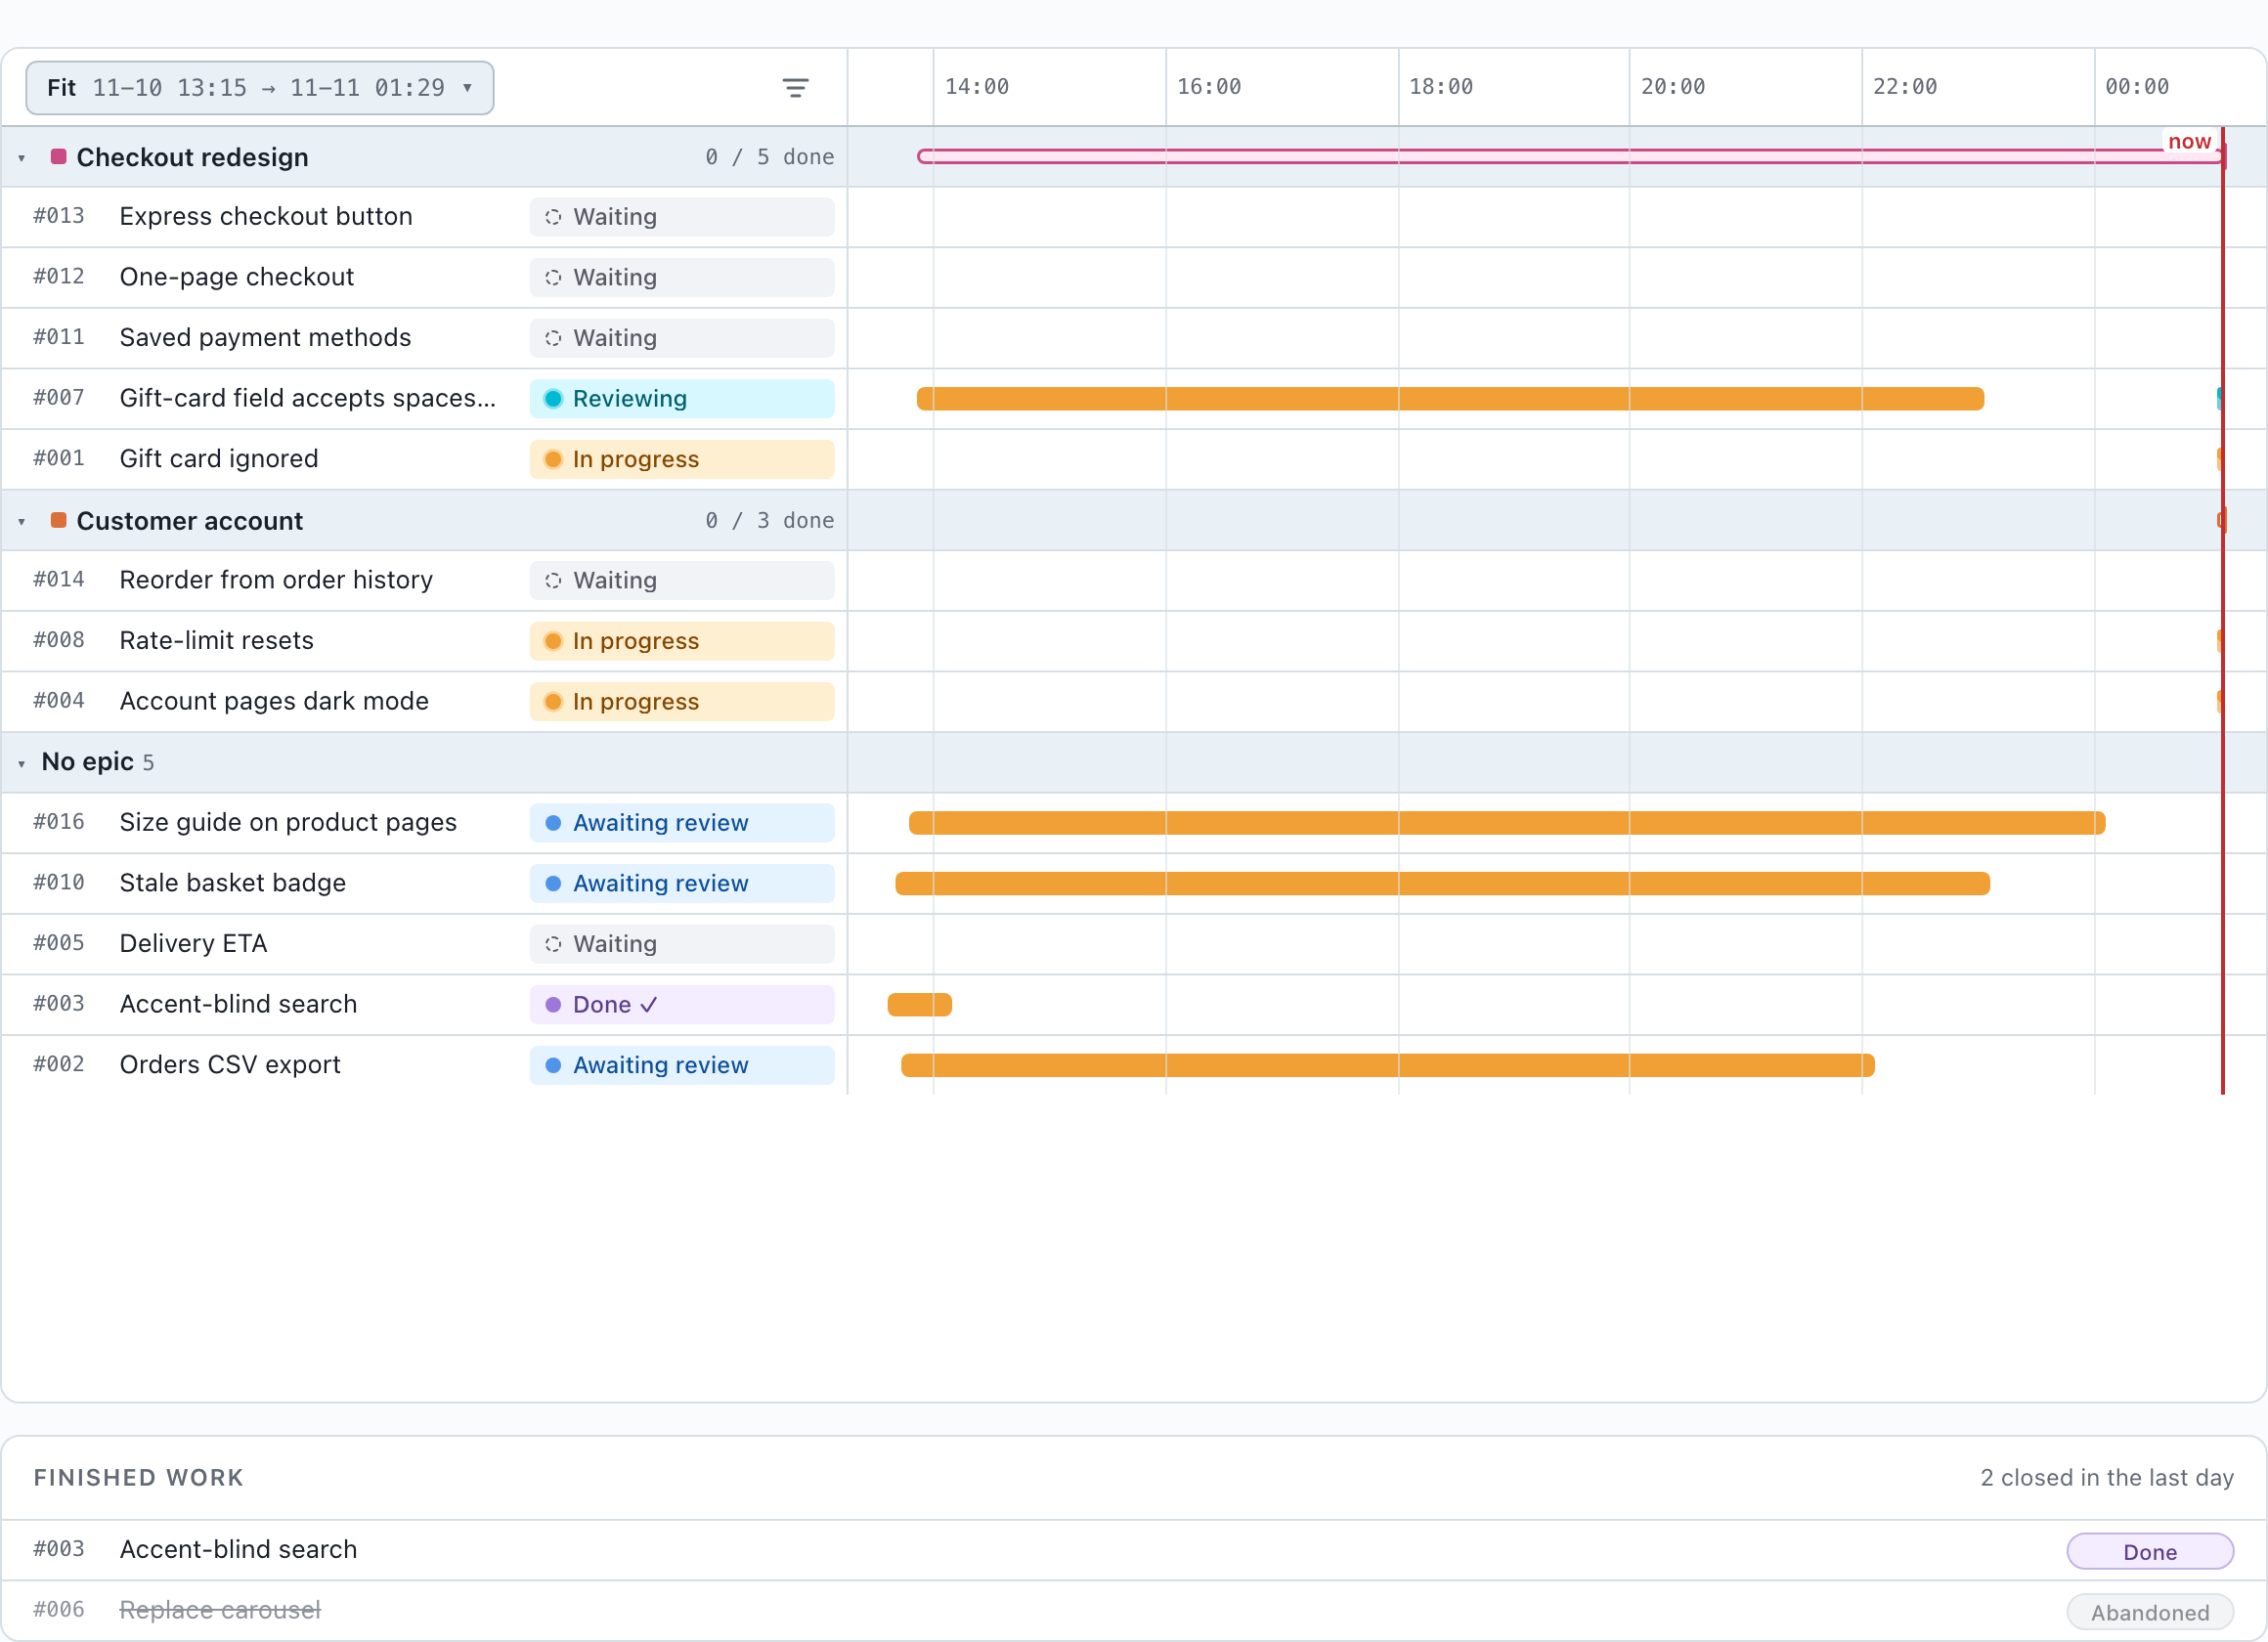 Fit 11-10 13:15 → 11-11 01:29 ▾ 14:00 16:00 18:00 20:00 22:00 00:00
now
Checkout redesign 0 / 5 done
#013 Express checkout button Waiting
#012 One-page checkout Waiting
#011 Saved payment methods Waiting
#007 Gift-card field accepts spaces... Reviewing
#001 Gift card ignored In progress
Customer account 0 / 3 done
#014 Reorder from order history Waiting
#008 Rate-limit resets In progress
#004 Account pages dark mode In progress
No epic 5
#016 Size guide on product pages Awaiting review
#010 Stale basket badge Awaiting review
#005 Delivery ETA Waiting
#003 Accent-blind search Done ✓
#002 Orders CSV export Awaiting review
FINISHED WORK 2 closed in the last day
#003 Accent-blind search Done
#006 Replace carousel Abandoned